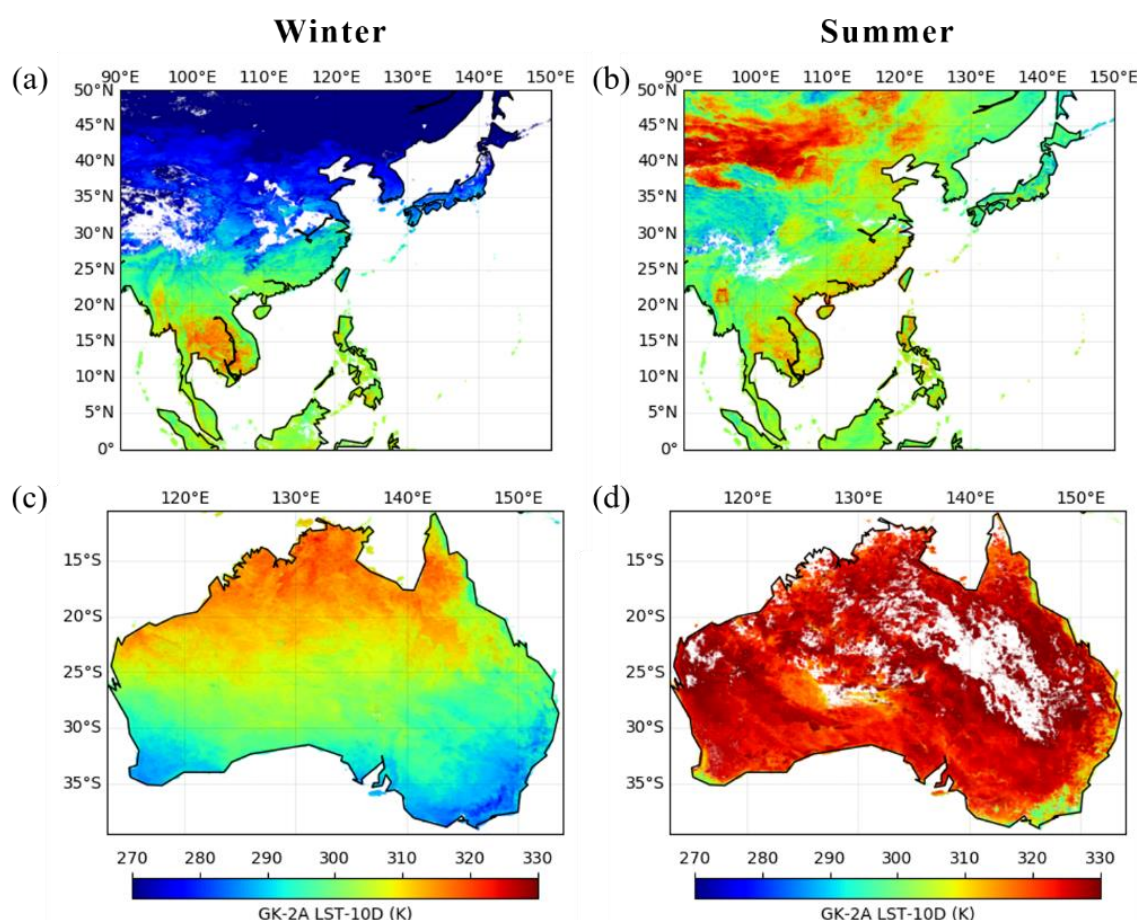 Winter Summer
(a) (b)
90°E 100°E 110°E 120°E 130°E 140°E 150°E 90°E 100°E 110°E 120°E 130°E 140°E 150°E
50°N 50°N
45°N 45°N
40°N 40°N
35°N 35°N
30°N 30°N
25°N 25°N
20°N 20°N
15°N 15°N
10°N 10°N
5°N 5°N
0° 0°
(c) (d)
120°E 130°E 140°E 150°E 120°E 130°E 140°E 150°E
15°S 15°S
20°S 20°S
25°S 25°S
30°S 30°S
35°S 35°S
270 280 290 300 310 320 330 270 280 290 300 310 320 330
GK-2A LST-10D (K) GK-2A LST-10D (K)